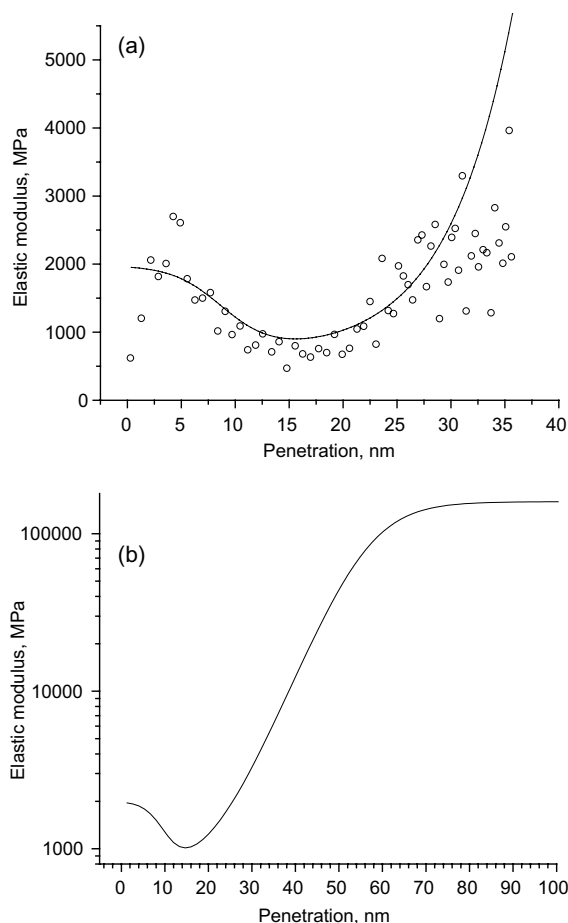 (a)
Elastic modulus, MPa
5000
4000
3000
2000
1000
0
0 5 10 15 20 25 30 35 40
Penetration, nm
(b)
Elastic modulus, MPa
100000
10000
1000
0 10 20 30 40 50 60 70 80 90 100
Penetration, nm